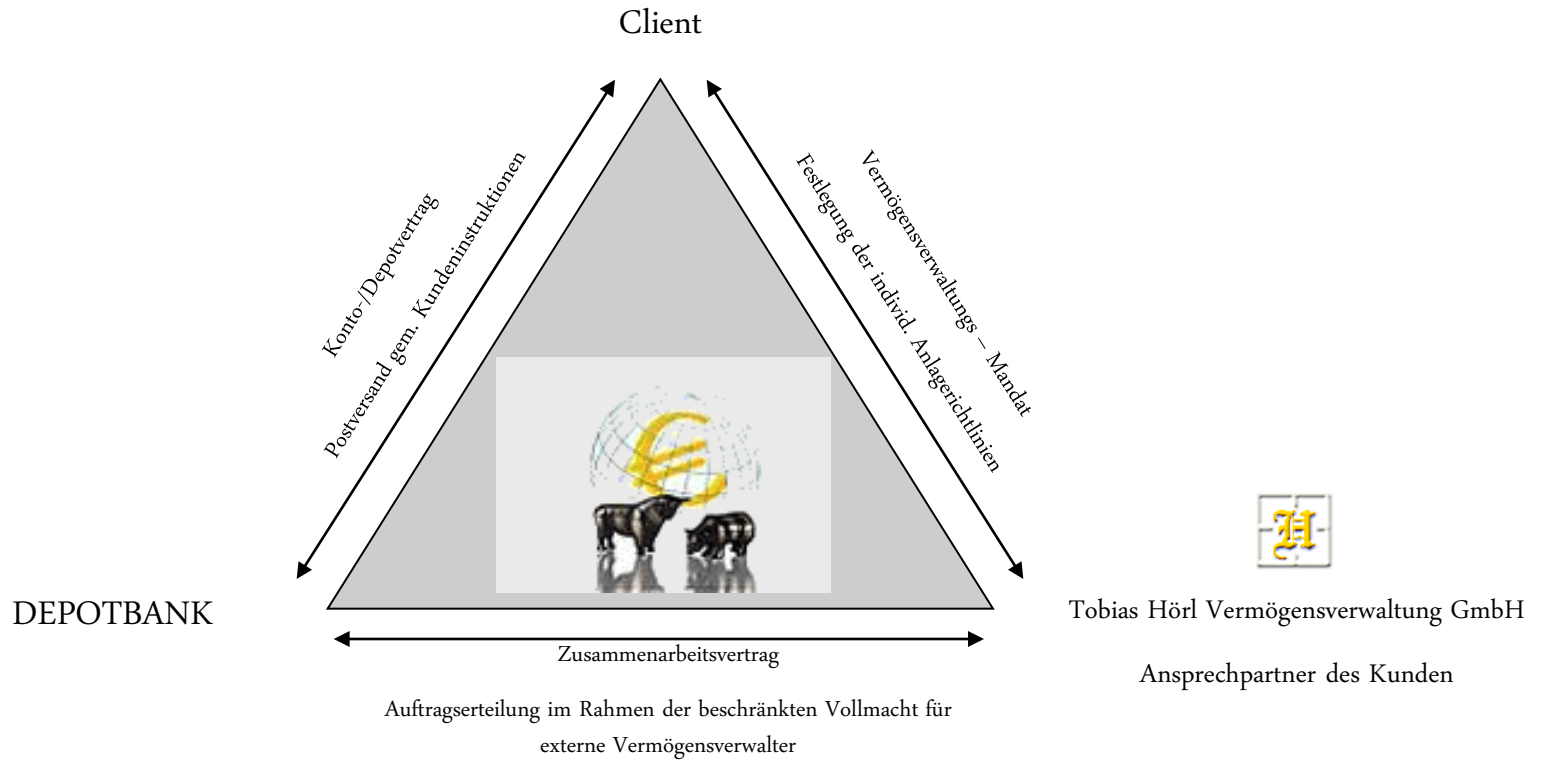 Client
Konto-/Depotvertrag
Postversand gem. Kundeninstruktionen
Vermögensverwaltungs – Mandat
Festlegung der individ. Anlagerichtlinien
€
H
DEPOTBANK
Tobias Hörl Vermögensverwaltung GmbH
Ansprechpartner des Kunden
Zusammenarbeitsvertrag
Auftragserteilung im Rahmen der beschränkten Vollmacht für
externe Vermögensverwalter